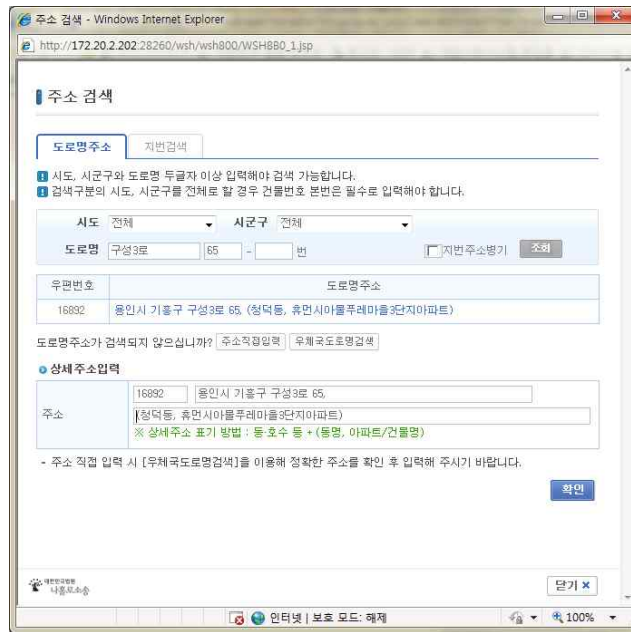 주소 검색 - Windows Internet Explorer
http://172.20.2.202:28260/wsh/wsh800/WSH8B0_1.jsp
주소 검색
도로명주소 지번검색
시도, 시군구와 도로명 두글자 이상 입력해야 검색 가능합니다.
검색구분의 시도, 시군구를 전체로 할 경우 건물번호 본번은 필수로 입력해야 합니다.
시도 전체 시군구 전체
도로명 구성3로 65 - 번 지번주소병기 조회
우편번호 도로명주소
16892 용인시 기흥구 구성3로 65, (청덕동, 휴먼시아물푸레마을3단지아파트)
도로명주소가 검색되지 않으십니까? 주소직접입력 우체국도로명검색
상세주소입력
주소 16892 용인시 기흥구 구성3로 65,
(청덕동, 휴먼시아물푸레마을3단지아파트)
※ 상세주소 표기 방법 : 동·호수 등 + (동명, 아파트/건물명)
- 주소 직접 입력 시 [우체국도로명검색]을 이용해 정확한 주소를 확인 후 입력해 주시기 바랍니다.
확인
대한민국법원
나홀로소송
닫기 ×
인터넷 | 보호 모드: 해제 100%